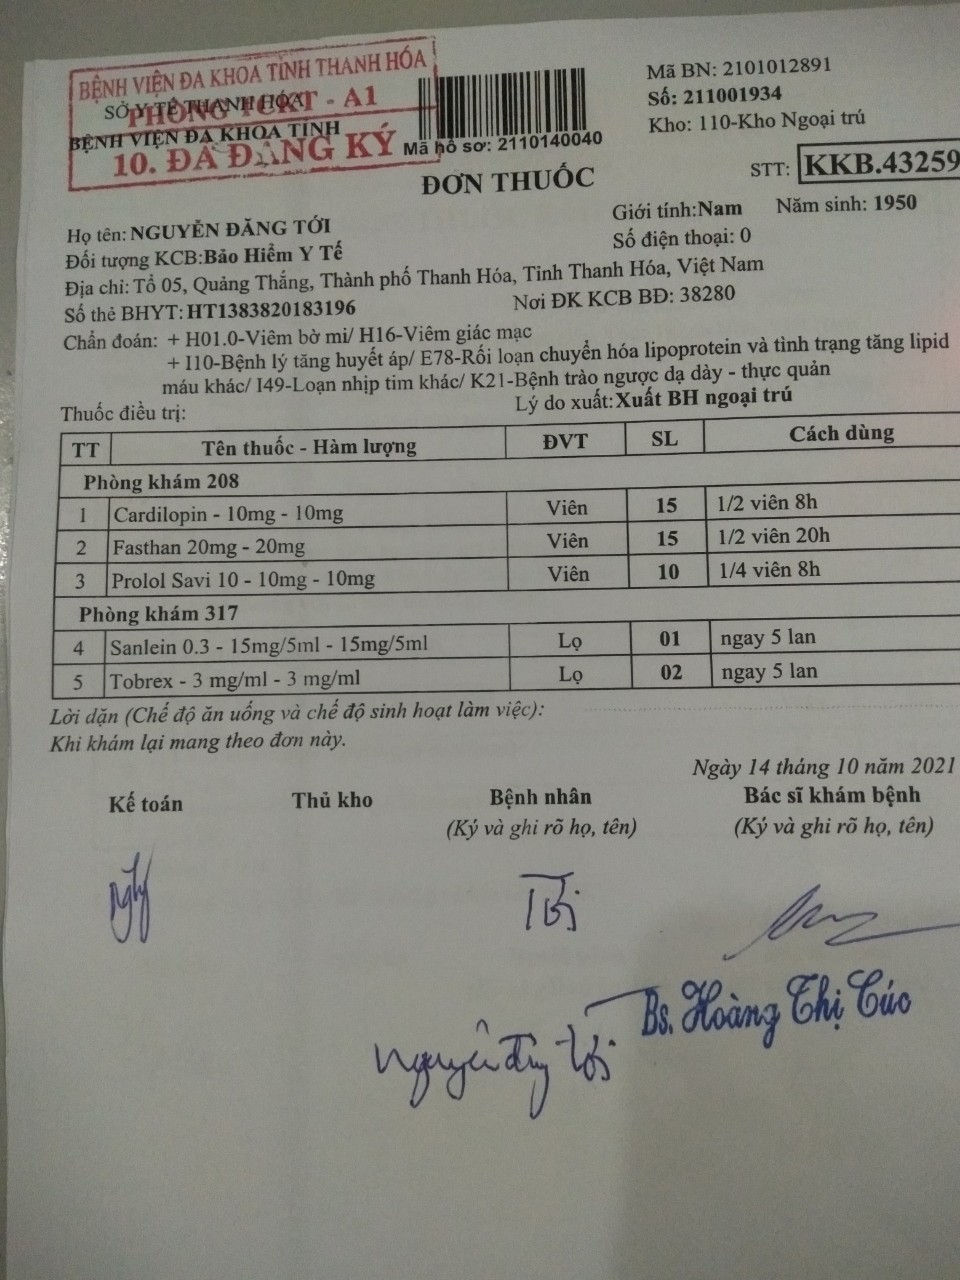 BỆNH VIỆN ĐA KHOA TỈNH THANH HÓA
PHÒNG TCKT - A1
10. ĐÃ ĐĂNG KÝ
SỞ Y TẾ THANH HÓA
BỆNH VIỆN ĐA KHOA TỈNH
Mã hồ sơ: 2110140040
Mã BN: 2101012891
Số: 211001934
Kho: 110-Kho Ngoại trú
ĐƠN THUỐC
STT: KKB.43259
Họ tên: NGUYỄN ĐĂNG TỚI
Giới tính:Nam Năm sinh: 1950
Đối tượng KCB:Bảo Hiểm Y Tế
Số điện thoại: 0
Địa chỉ: Tổ 05, Quảng Thắng, Thành phố Thanh Hóa, Tỉnh Thanh Hóa, Việt Nam
Số thẻ BHYT: HT1383820183196 Nơi ĐK KCB BĐ: 38280
Chẩn đoán: + H01.0-Viêm bờ mi/ H16-Viêm giác mạc
+ I10-Bệnh lý tăng huyết áp/ E78-Rối loạn chuyển hóa lipoprotein và tình trạng tăng lipid
máu khác/ I49-Loạn nhịp tim khác/ K21-Bệnh trào ngược dạ dày - thực quản
Thuốc điều trị: Lý do xuất:Xuất BH ngoại trú
TT Tên thuốc - Hàm lượng ĐVT SL Cách dùng
Phòng khám 208
1 Cardilopin - 10mg - 10mg Viên 15 1/2 viên 8h
2 Fasthan 20mg - 20mg Viên 15 1/2 viên 20h
3 Prolol Savi 10 - 10mg - 10mg Viên 10 1/4 viên 8h
Phòng khám 317
4 Sanlein 0.3 - 15mg/5ml - 15mg/5ml Lọ 01 ngay 5 lan
5 Tobrex - 3 mg/ml - 3 mg/ml Lọ 02 ngay 5 lan
Lời dặn (Chế độ ăn uống và chế độ sinh hoạt làm việc):
Khi khám lại mang theo đơn này.
Ngày 14 tháng 10 năm 2021
Kế toán Thủ kho Bệnh nhân Bác sĩ khám bệnh
(Ký và ghi rõ họ, tên) (Ký và ghi rõ họ, tên)
Tới
Bs. Hoàng Thị Cúc